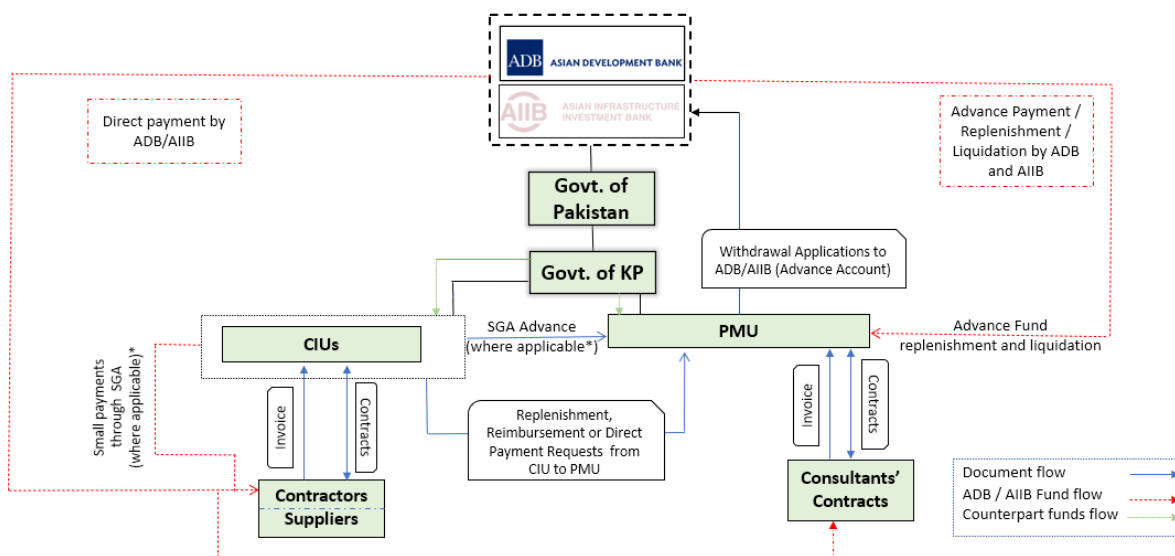 ADB ASIAN DEVELOPMENT BANK
AIIB ASIAN INFRASTRUCTURE
INVESTMENT BANK
Direct payment by
ADB/AIIB
Advance Payment /
Replenishment /
Liquidation by ADB
and AIIB
Govt. of
Pakistan
Withdrawal Applications to
ADB/AIIB (Advance Account)
Govt. of KP
SGA Advance
(where applicable*)
PMU
CIUs
Advance Fund
replenishment and liquidation
Small payments
through SGA
(where applicable)*
Invoice
Contracts
Replenishment,
Reimbursement or Direct
Payment Requests from
CIU to PMU
Invoice
Contracts
Contractors
Suppliers
Consultants'
Contracts
Document flow
ADB / AIIB Fund flow
Counterpart funds flow